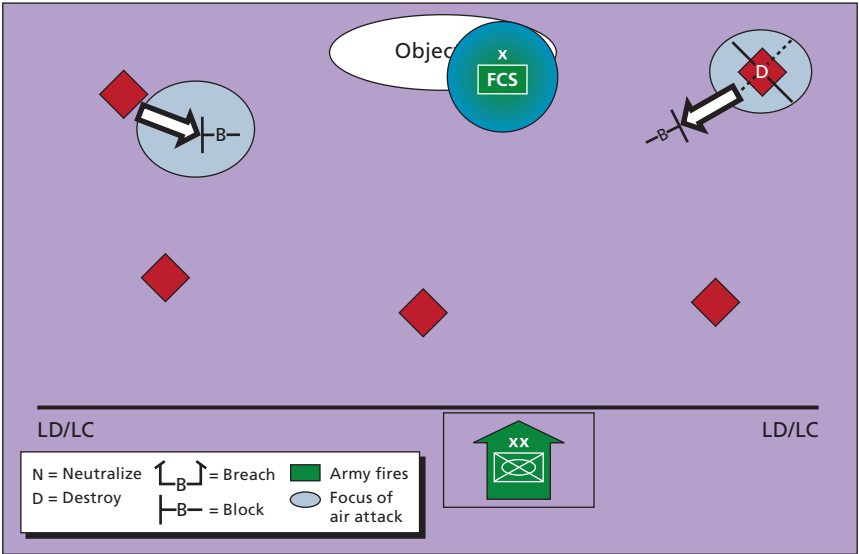 Objec
x
FCS
D
B
B
LD/LC
LD/LC
xx
N = Neutralize
D = Destroy
B = Breach
B = Block
Army fires
Focus of
air attack